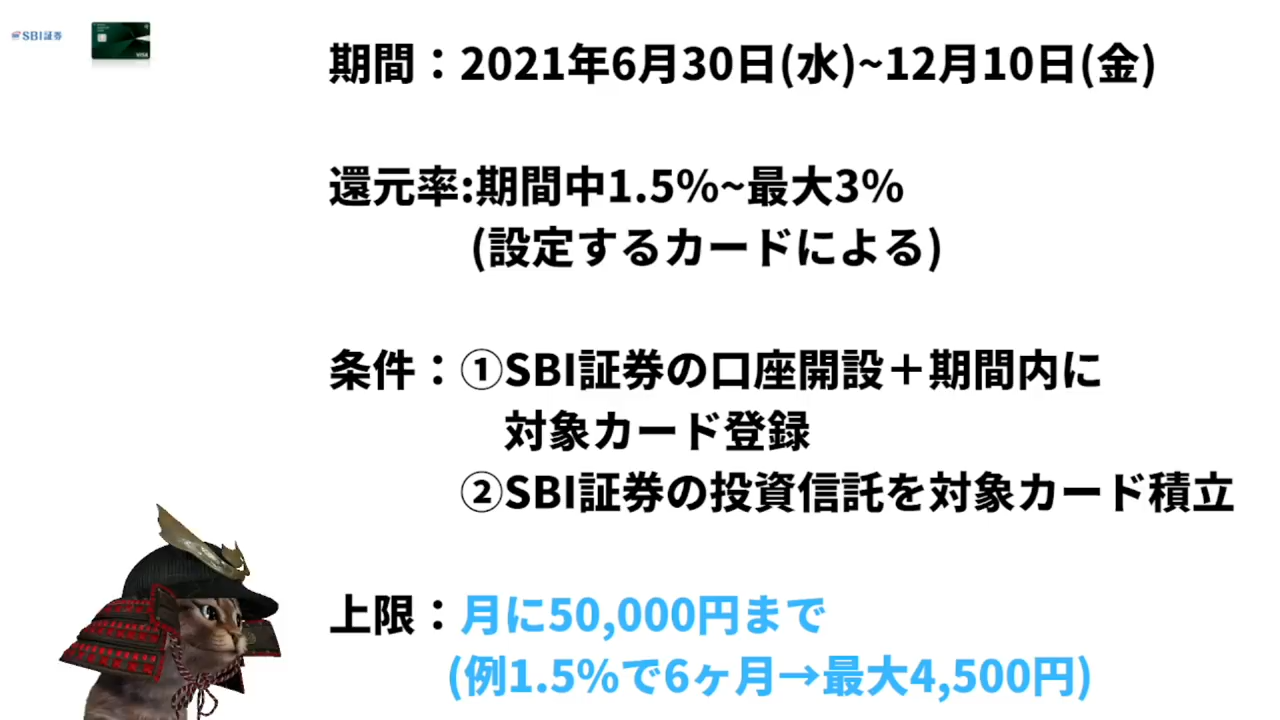 SBI証券
VISA
期間：2021年6月30日(水)~12月10日(金)
還元率:期間中1.5%~最大3%
(設定するカードによる)
条件：①SBI証券の口座開設＋期間内に
対象カード登録
②SBI証券の投資信託を対象カード積立
上限：月に50,000円まで
(例1.5%で6ヶ月→最大4,500円)